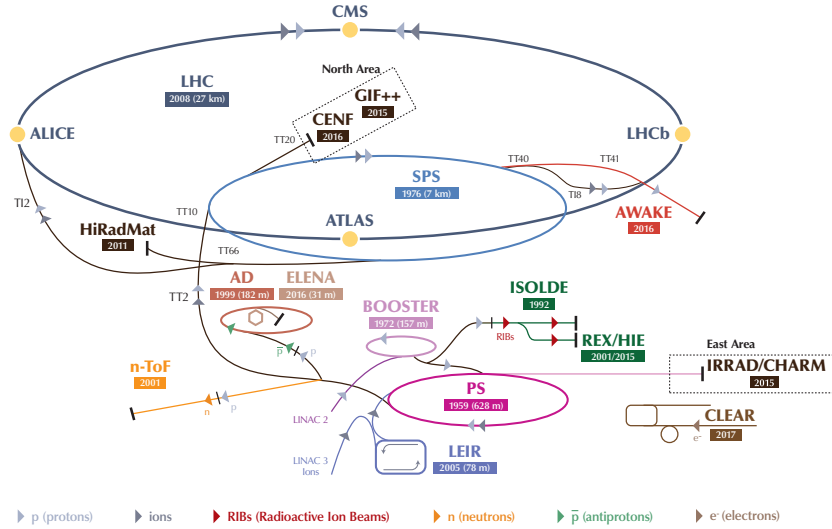 CMS
North Area
LHC
2008 (27 km)
GIF++
2015
CENF
2016
TT20
ALICE
LHCb
TT40
TT41
SPS
1976 (7 km)
TI8
TI2
TT10
ATLAS
AWAKE
2016
HiRadMat
2011
TT66
AD
1999 (182 m)
ELENA
2016 (31 m)
TT2
ISOLDE
1992
BOOSTER
1972 (157 m)
RIBs
REX/HIE
2001/2015
East Area
p̅
p
n-ToF
2001
IRRAD/CHARM
2015
PS
1959 (628 m)
n
p
LINAC 2
CLEAR
2017
e-
LINAC 3
Ions
LEIR
2005 (78 m)
p (protons)
ions
RIBs (Radioactive Ion Beams)
n (neutrons)
p̅ (antiprotons)
e- (electrons)